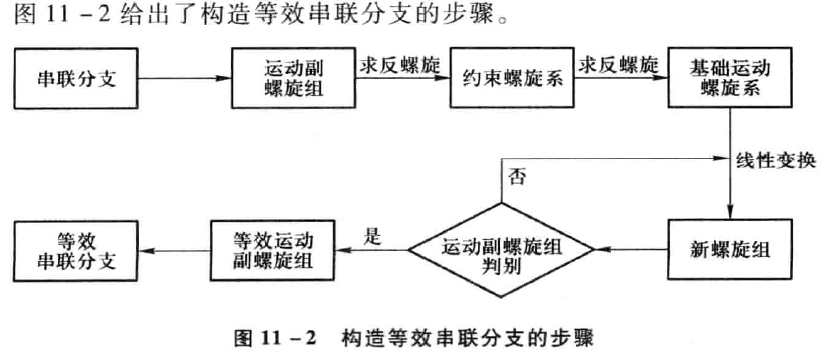 图 11-2 给出了构造等效串联分支的步骤。
串联分支
运动副
螺旋组
求反螺旋
约束螺旋系
求反螺旋
基础运动
螺旋系
线性变换
否
等效
串联分支
等效运动
副螺旋组
是
运动副螺旋组
判别
新螺旋组
图 11-2 构造等效串联分支的步骤